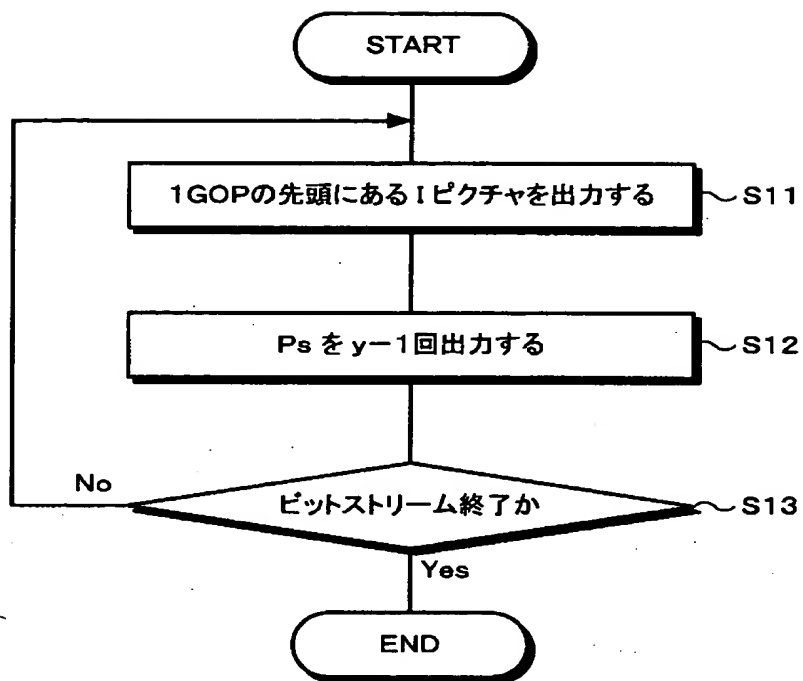 START
1GOPの先頭にあるIピクチャを出力する
S11
Ps を y−1回出力する
S12
No
ビットストリーム終了か
S13
Yes
END